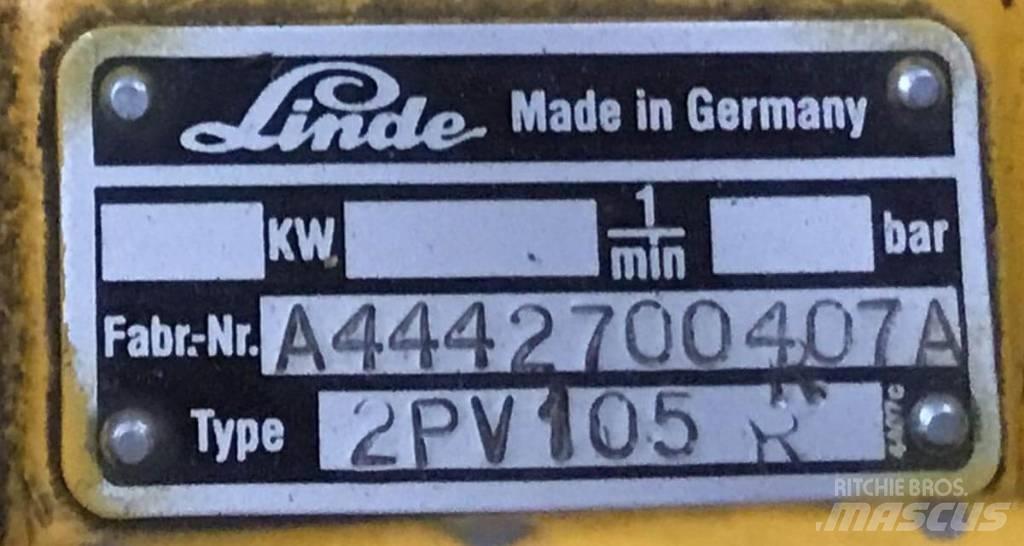 Linde Made in Germany
KW 1/min bar
Fabr.-Nr. A4442700407A
Type 2PV105 R
RITCHIE BROS.
MASCUS